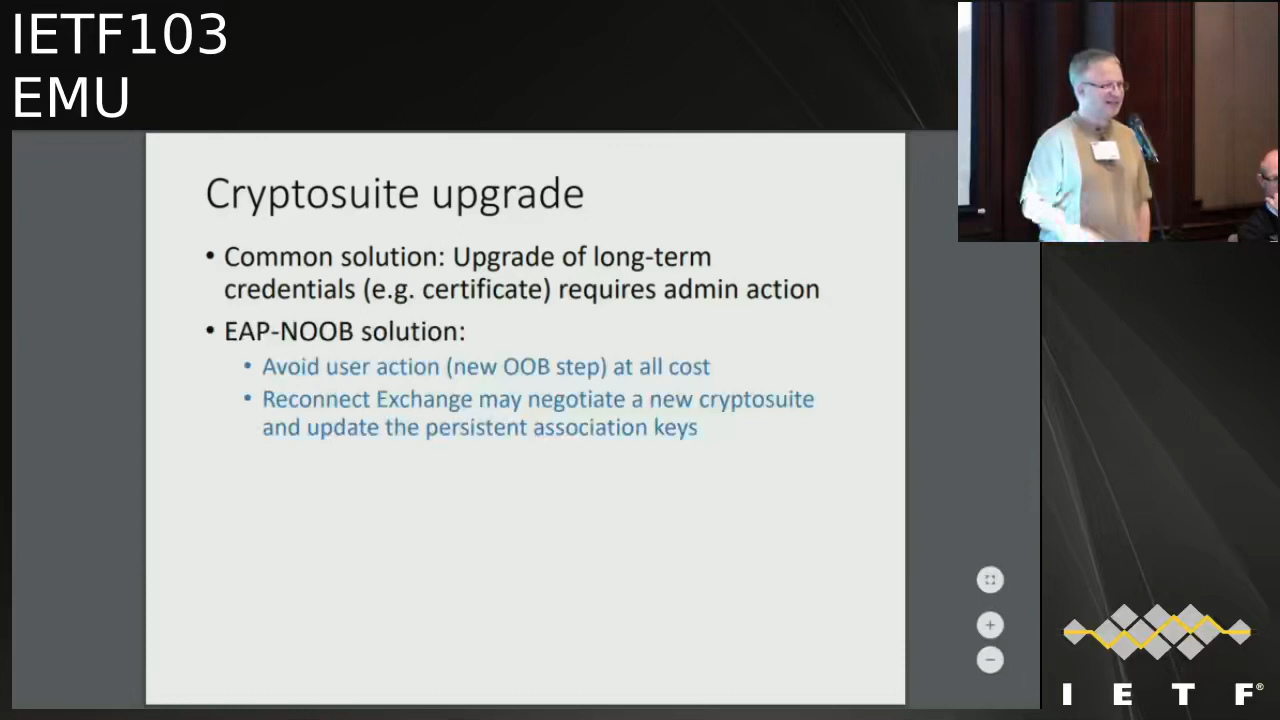 IETF103
EMU
Cryptosuite upgrade
• Common solution: Upgrade of long-term
credentials (e.g. certificate) requires admin action
• EAP-NOOB solution:
• Avoid user action (new OOB step) at all cost
• Reconnect Exchange may negotiate a new cryptosuite
and update the persistent association keys
I E T F®